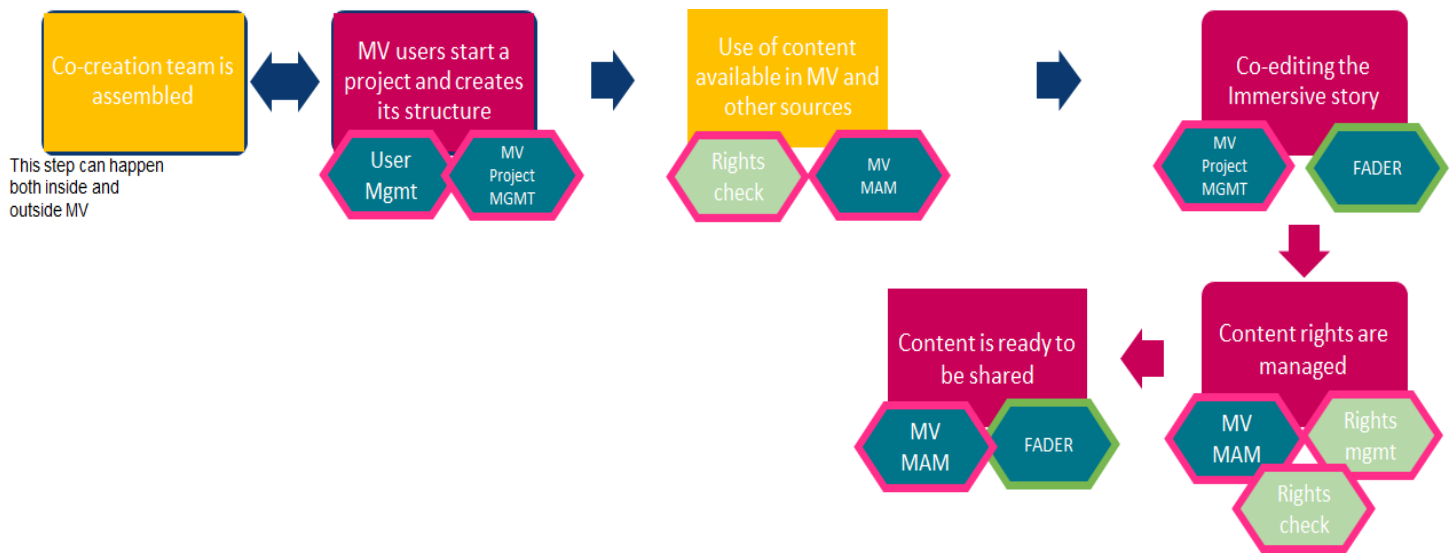 Co-creation team is
assembled
This step can happen
both inside and
outside MV
MV users start a
project and creates
its structure
User
Mgmt
MV
Project
MGMT
Use of content
available in MV and
other sources
Rights
check
MV
MAM
Co-editing the
Immersive story
MV
Project
MGMT
FADER
Content rights are
managed
MV
MAM
Rights
mgmt
Rights
check
Content is ready to
be shared
MV
MAM
FADER